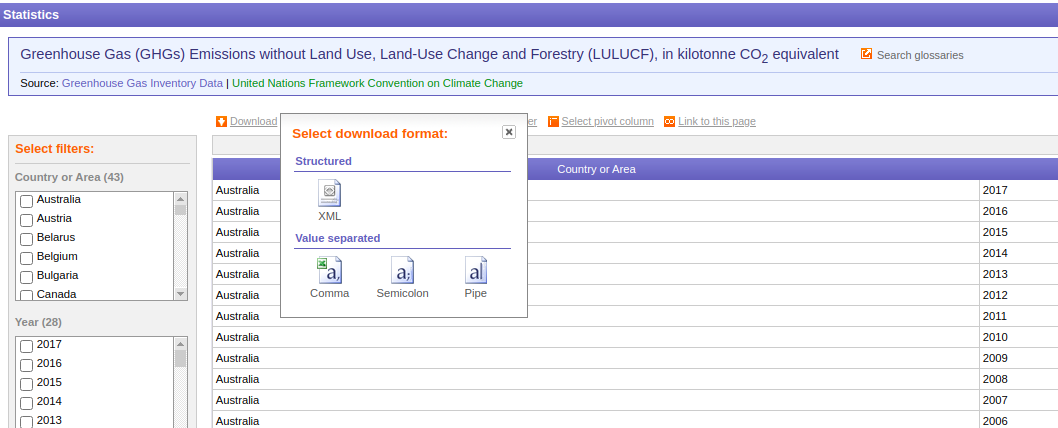 Statistics
Greenhouse Gas (GHGs) Emissions without Land Use, Land-Use Change and Forestry (LULUCF), in kilotonne CO2 equivalent
Search glossaries
Source: Greenhouse Gas Inventory Data | United Nations Framework Convention on Climate Change
Download
Select pivot column
Link to this page
Select download format:
Structured
XML
Value separated
Comma
Semicolon
Pipe
Select filters:
Country or Area (43)
Australia
Austria
Belarus
Belgium
Bulgaria
Canada
Year (28)
2017
2016
2015
2014
2013
Country or Area
Australia 2017
Australia 2016
Australia 2015
Australia 2014
Australia 2013
Australia 2012
Australia 2011
Australia 2010
Australia 2009
Australia 2008
Australia 2007
Australia 2006